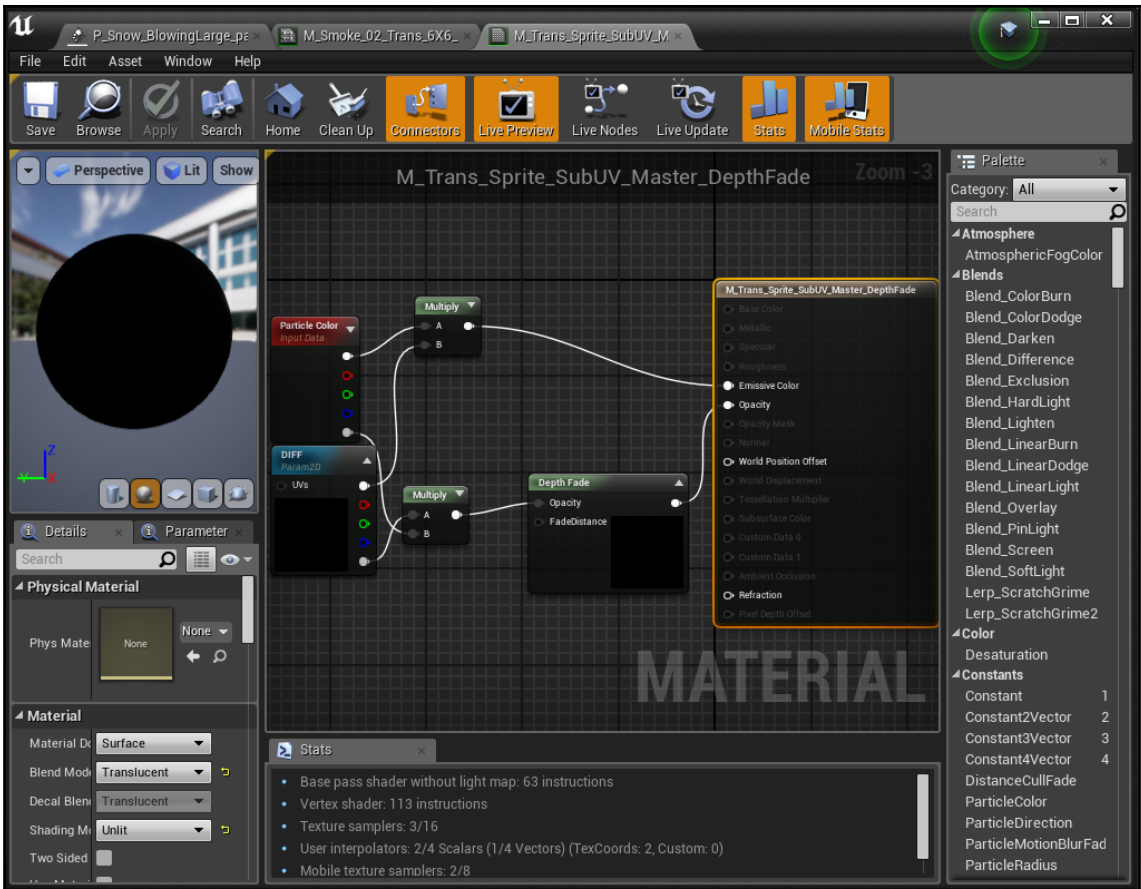 P_Snow_BlowingLarge_pa
M_Smoke_02_Trans_6X6_
M_Trans_Sprite_SubUV_M
File Edit Asset Window Help
Save Browse Apply Search Home Clean Up Connectors Live Preview Live Nodes Live Update Stats Mobile Stats
Perspective Lit Show
Z
Y
X
M_Trans_Sprite_SubUV_Master_DepthFade
Zoom -3
Particle Color
Input Data
Multiply
A
B
DIFF
Param2D
UVs
Multiply
A
B
Depth Fade
Opacity
FadeDistance
M_Trans_Sprite_SubUV_Master_DepthFade
Base Color
Metallic
Specular
Roughness
Emissive Color
Opacity
Opacity Mask
Normal
World Position Offset
World Displacement
Tessellation Multiplier
Subsurface Color
Custom Data 0
Custom Data 1
Ambient Occlusion
Refraction
Pixel Depth Offset
MATERIAL
Details
Parameter
Search
Physical Material
Phys Mate
None
None
Material
Material Do Surface
Blend Mode Translucent
Decal Blend Translucent
Shading Mo Unlit
Two Sided
Stats
Base pass shader without light map: 63 instructions
Vertex shader: 113 instructions
Texture samplers: 3/16
User interpolators: 2/4 Scalars (1/4 Vectors) (TexCoords: 2, Custom: 0)
Mobile texture samplers: 2/8
Palette
Category: All
Search
Atmosphere
AtmosphericFogColor
Blends
Blend_ColorBurn
Blend_ColorDodge
Blend_Darken
Blend_Difference
Blend_Exclusion
Blend_HardLight
Blend_Lighten
Blend_LinearBurn
Blend_LinearDodge
Blend_LinearLight
Blend_Overlay
Blend_PinLight
Blend_Screen
Blend_SoftLight
Lerp_ScratchGrime
Lerp_ScratchGrime2
Color
Desaturation
Constants
Constant 1
Constant2Vector 2
Constant3Vector 3
Constant4Vector 4
DistanceCullFade
ParticleColor
ParticleDirection
ParticleMotionBlurFad
ParticleRadius